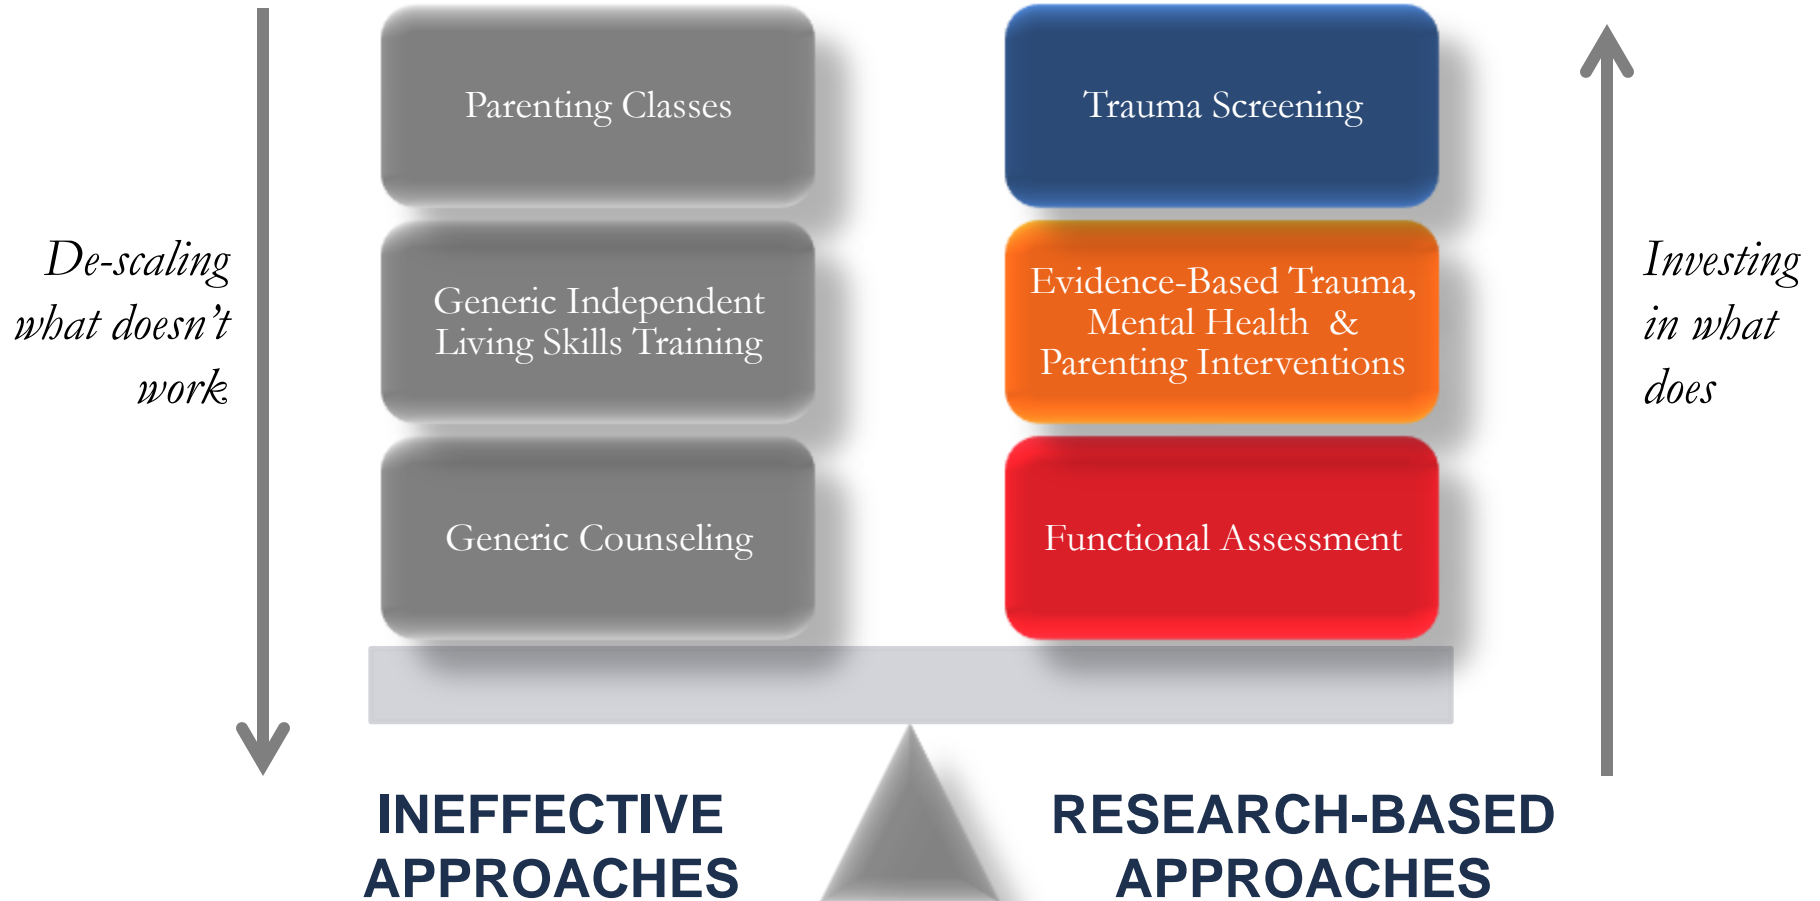 De-scaling
what doesn't
work
Parenting Classes
Generic Independent
Living Skills Training
Generic Counseling
INEFFECTIVE
APPROACHES
Trauma Screening
Evidence-Based Trauma,
Mental Health &
Parenting Interventions
Functional Assessment
RESEARCH-BASED
APPROACHES
Investing
in what
does